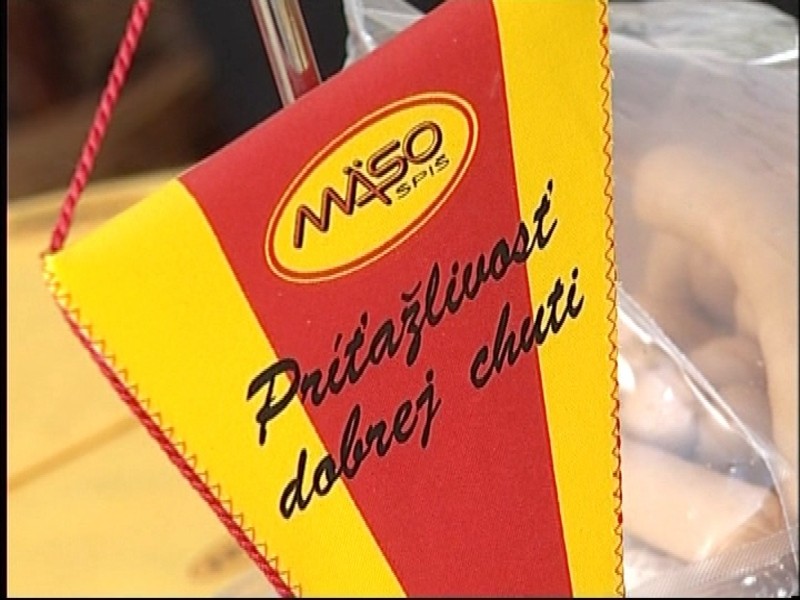 MÄSO
SPIŠ
Príťažlivosť
dobrej chuti